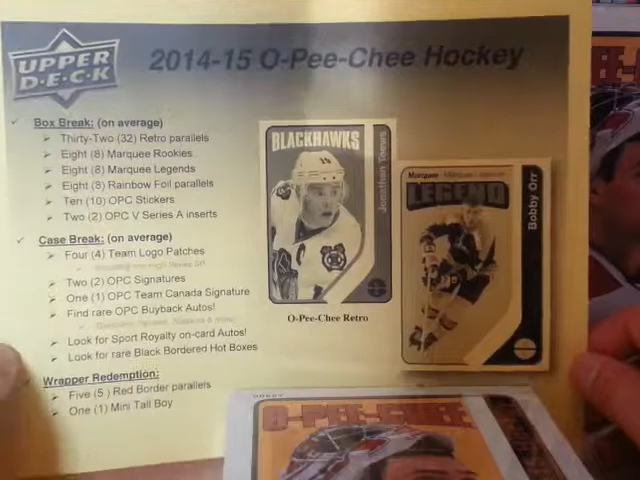 UPPER
D·E·C·K
2014-15 O-Pee-Chee Hockey
Box Break: (on average)
Thirty-Two (32) Retro parallels
Eight (8) Marquee Rookies
Eight (8) Marquee Legends
Eight (8) Rainbow Foil parallels
Ten (10) OPC Stickers
Two (2) OPC V Series A inserts
Case Break: (on average)
Four (4) Team Logo Patches
Two (2) OPC Signatures
One (1) OPC Team Canada Signature
Find rare OPC Buyback Autos!
Look for Sport Royalty on-card Autos!
Look for rare Black Bordered Hot Boxes
Wrapper Redemption:
Five (5 ) Red Border parallels
One (1) Mini Tall Boy
BLACKHAWKS
Jonathan Toews
O-Pee-Chee Retro
Marquee
LEGEND
Bobby Orr
O-PEE-CHEE